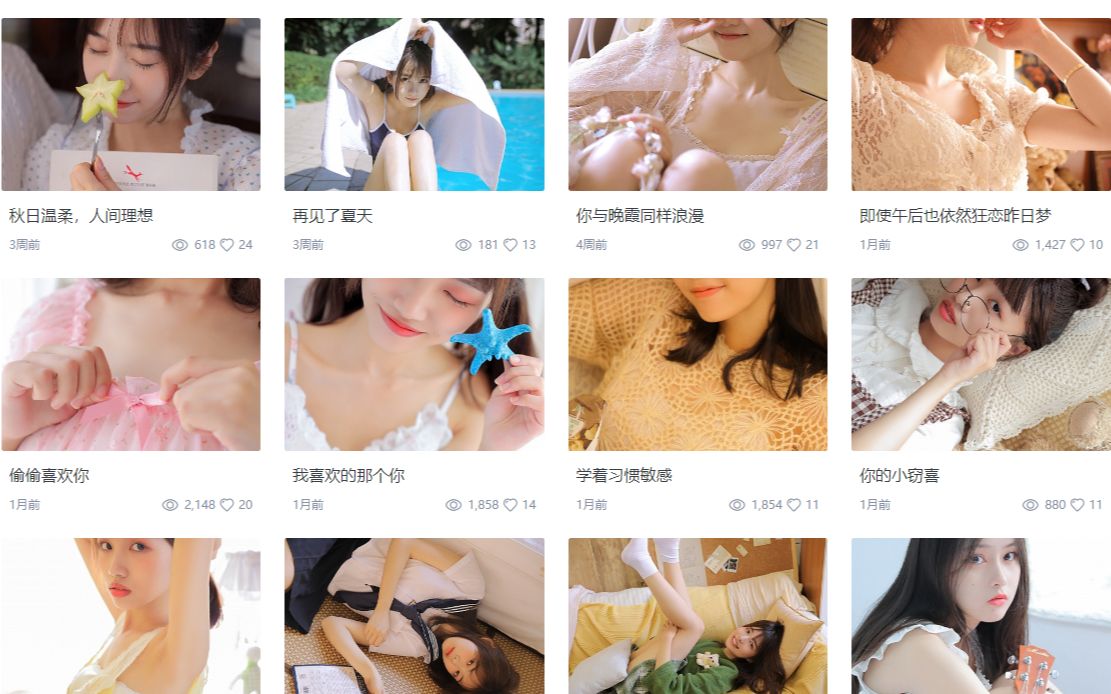 秋日温柔，人间理想
3周前 618 24
再见了夏天
3周前 181 13
你与晚霞同样浪漫
4周前 997 21
即使午后也依然狂恋昨日梦
1月前 1,427 10
偷偷喜欢你
1月前 2,148 20
我喜欢的那个你
1月前 1,858 14
学着习惯敏感
1月前 1,854 11
你的小窃喜
1月前 880 11